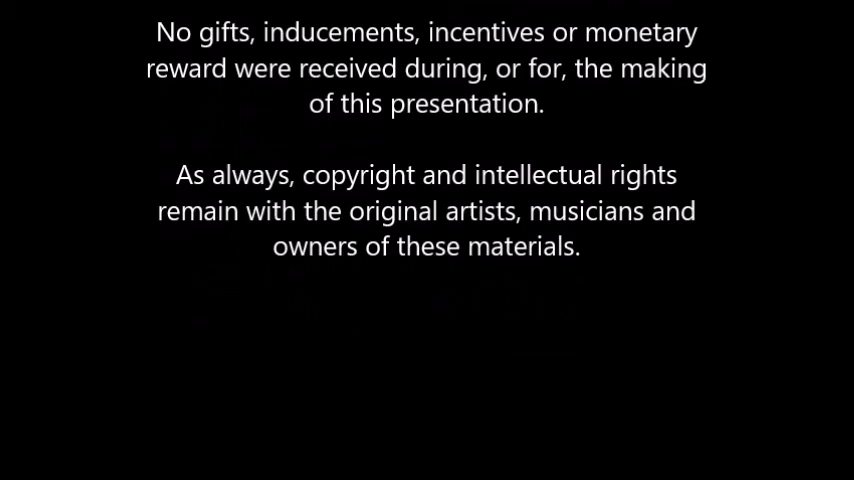 No gifts, inducements, incentives or monetary
reward were received during, or for, the making
of this presentation.
As always, copyright and intellectual rights
remain with the original artists, musicians and
owners of these materials.